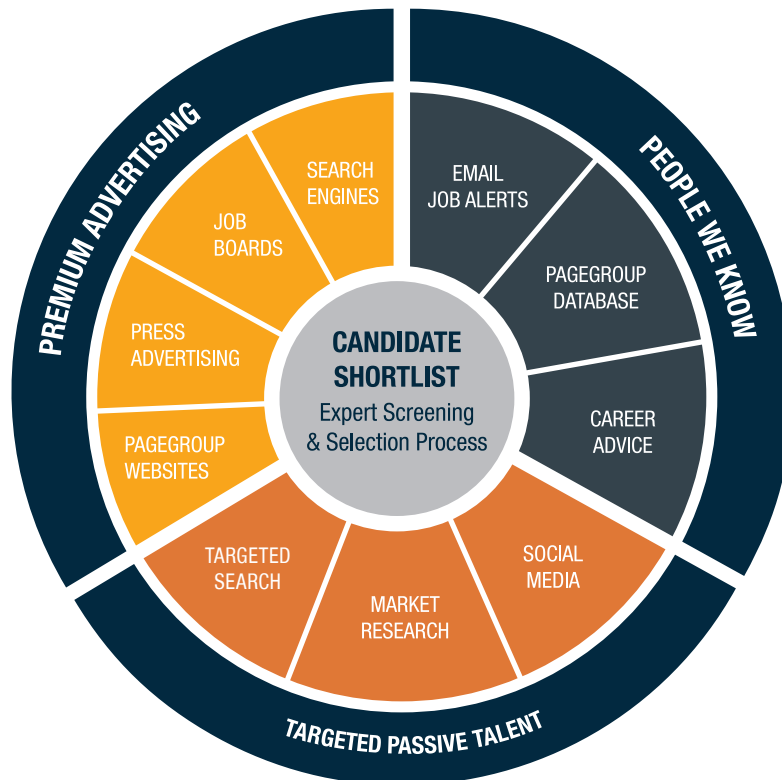 PREMIUM ADVERTISING
SEARCH
ENGINES
JOB
BOARDS
PRESS
ADVERTISING
PAGEGROUP
WEBSITES
PEOPLE WE KNOW
EMAIL
JOB ALERTS
PAGEGROUP
DATABASE
CAREER
ADVICE
CANDIDATE
SHORTLIST
Expert Screening
& Selection Process
TARGETED
SEARCH
MARKET
RESEARCH
SOCIAL
MEDIA
TARGETED PASSIVE TALENT